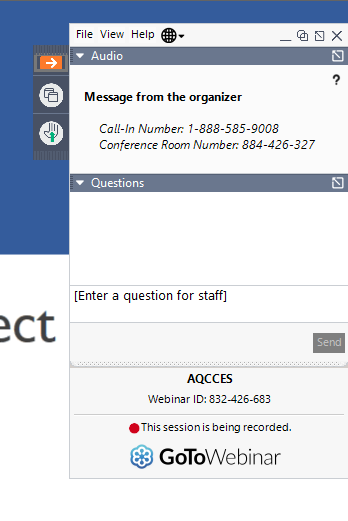 File View Help
Audio
?
Message from the organizer
Call-In Number: 1-888-585-9008
Conference Room Number: 884-426-327
Questions
[Enter a question for staff]
ect
Send
AQCCES
Webinar ID: 832-426-683
This session is being recorded.
GoToWebinar